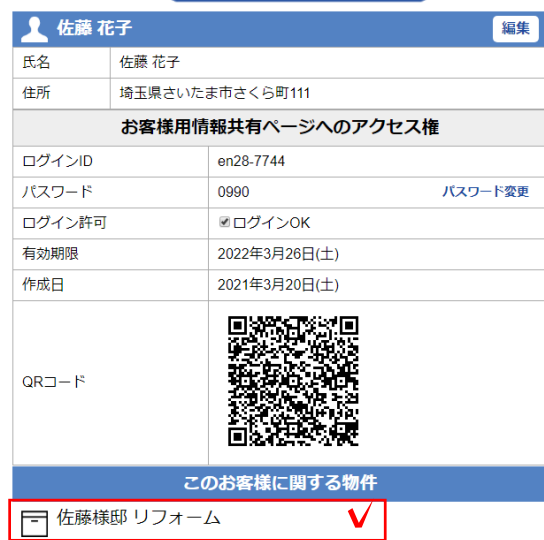 佐藤 花子 編集
氏名 佐藤 花子
住所 埼玉県さいたま市さくら町111
お客様用情報共有ページへのアクセス権
ログインID en28-7744
パスワード 0990 パスワード変更
ログイン許可 ログインOK
有効期限 2022年3月26日(土)
作成日 2021年3月20日(土)
QRコード
このお客様に関する物件
佐藤様邸 リフォーム